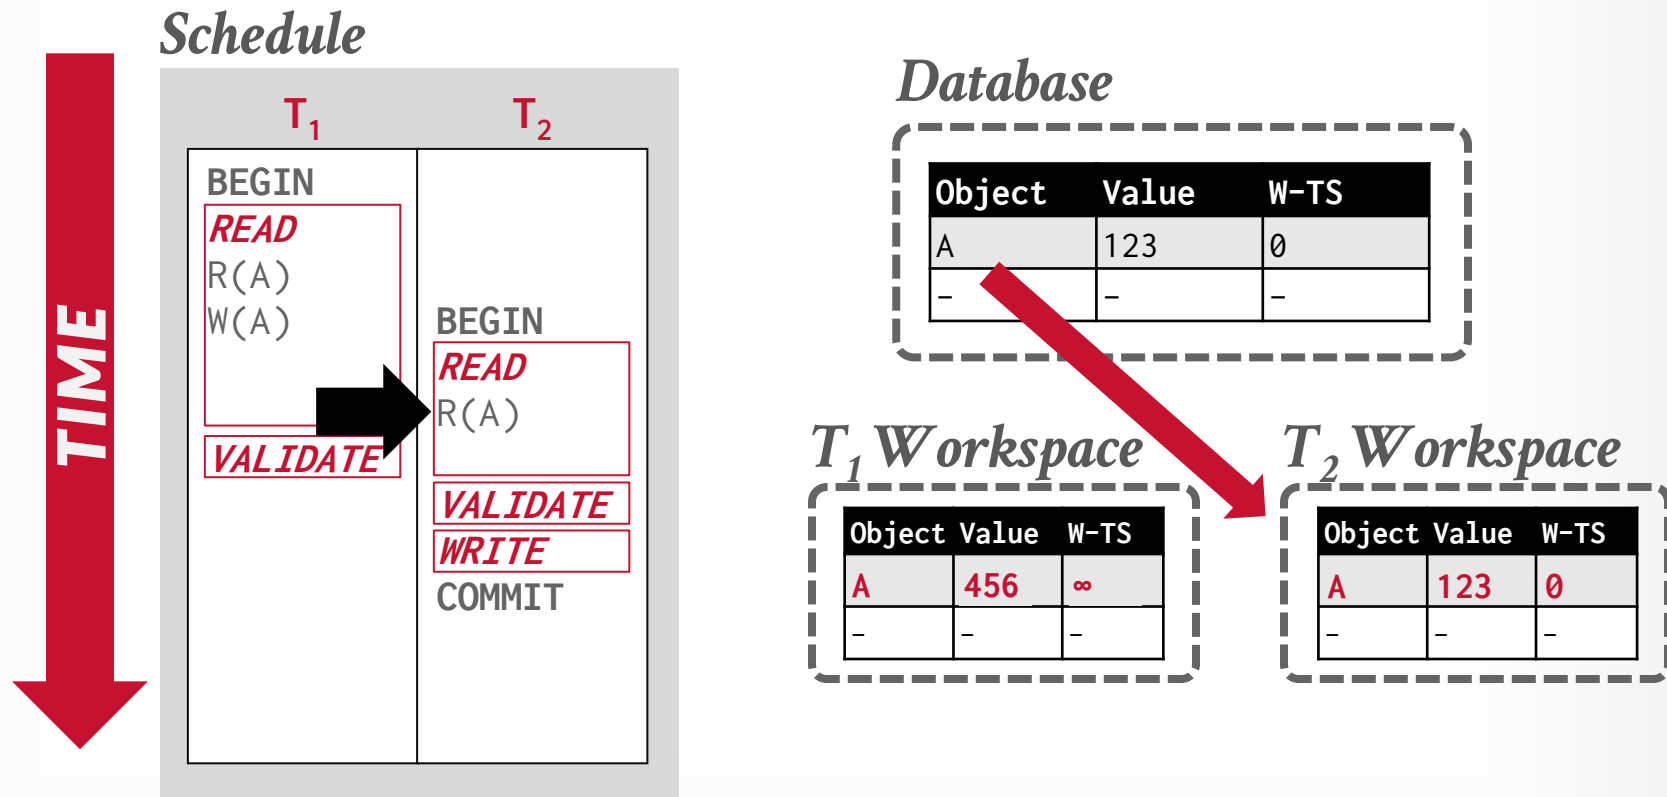 Schedule
TIME
T1 T2
BEGIN
READ
R(A)
W(A)
VALIDATE
BEGIN
READ
R(A)
VALIDATE
WRITE
COMMIT
Database
Object Value W-TS
A 123 0
- - -
T1 Workspace
Object Value W-TS
A 456 ∞
- - -
T2 Workspace
Object Value W-TS
A 123 0
- - -